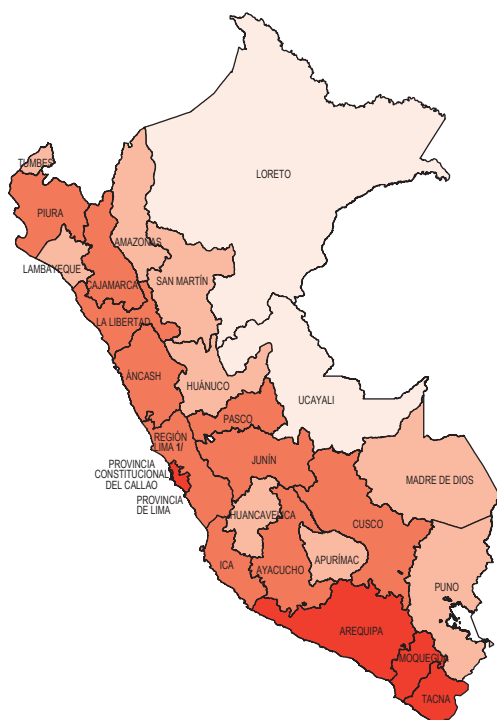 TUMBES
LORETO
PIURA
AMAZONAS
LAMBAYEQUE
CAJAMARCA
SAN MARTÍN
LA LIBERTAD
ÁNCASH
HUÁNUCO
UCAYALI
PASCO
REGIÓN
LIMA 1/
JUNÍN
PROVINCIA
CONSTITUCIONAL
DEL CALLAO
MADRE DE DIOS
PROVINCIA
DE LIMA
HUANCAVELICA
CUSCO
ICA
AYACUCHO
APURÍMAC
PUNO
AREQUIPA
MOQUEGUA
TACNA